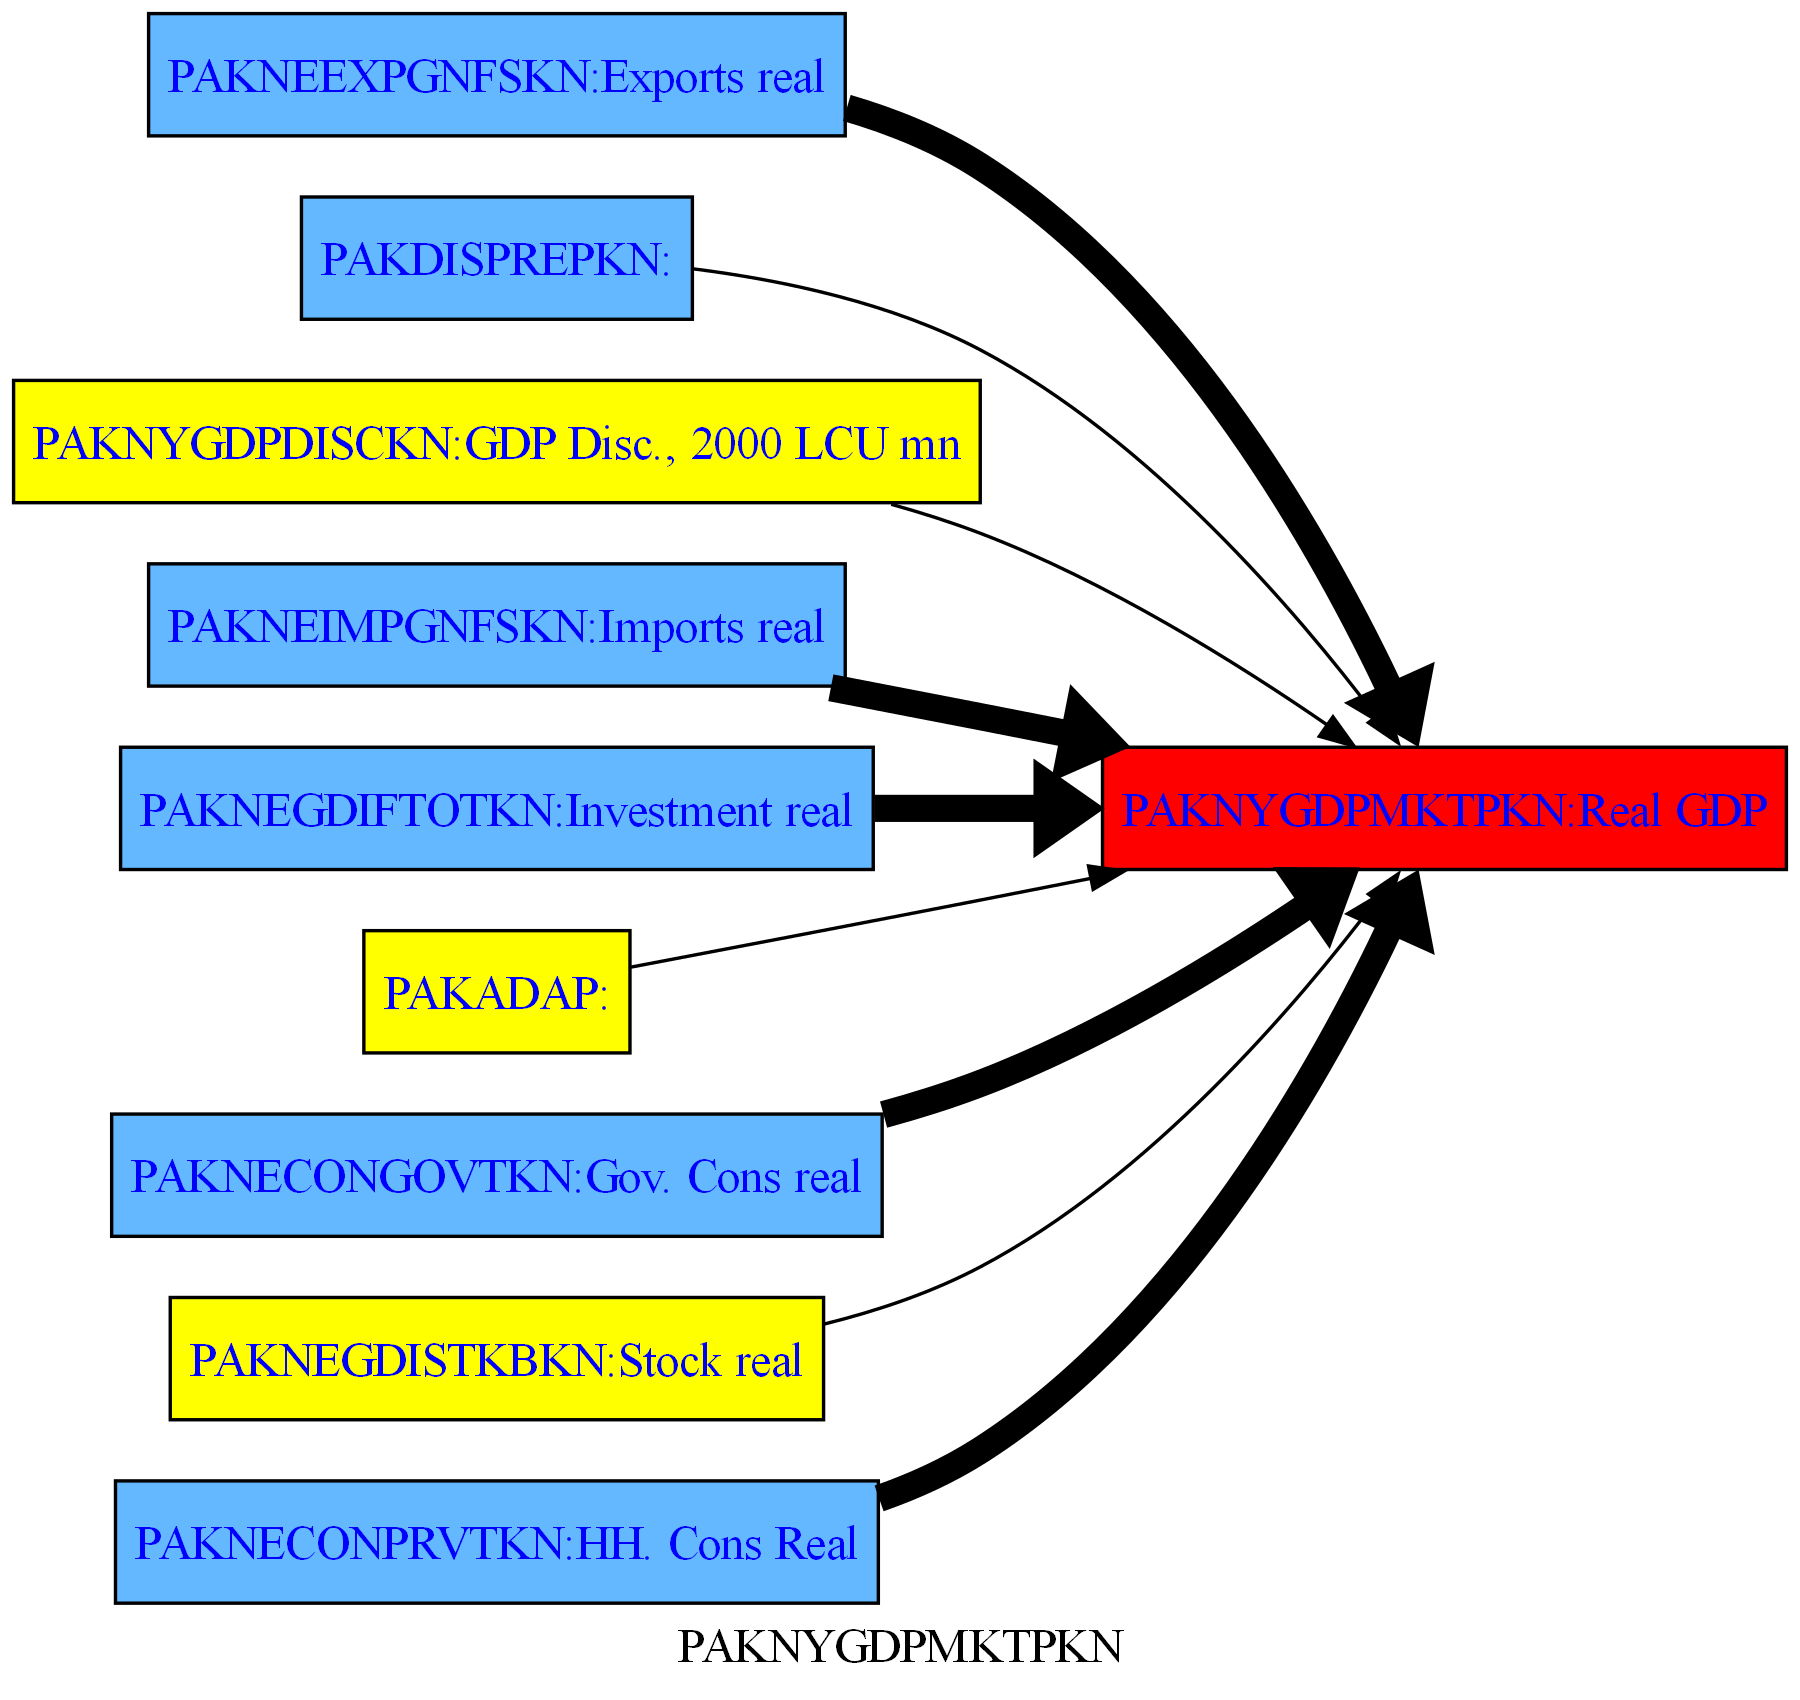 PAKNEEXPGNFSKN:Exports real
PAKDISPREPKN:
PAKNYGDPDISCKN:GDP Disc., 2000 LCU mn
PAKNEIMPGNFSKN:Imports real
PAKNEGDIFTOTKN:Investment real
PAKNYGDPMKTPKN:Real GDP
PAKADAP:
PAKNECONGOVTKN:Gov. Cons real
PAKNEGDISTKBKN:Stock real
PAKNECONPRVTKN:HH. Cons Real
PAKNYGDPMKTPKN